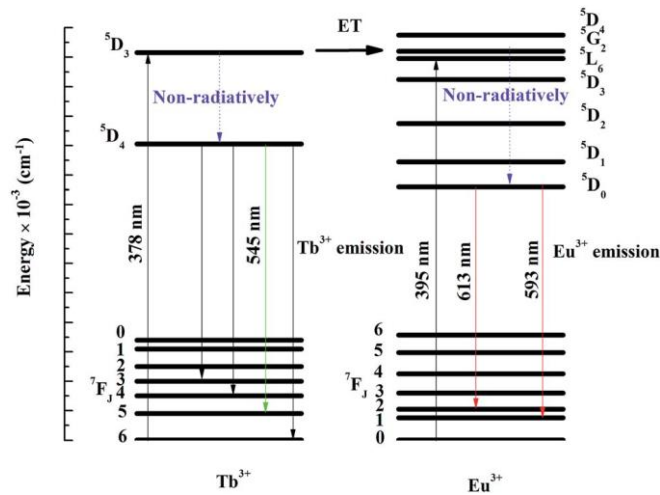 Energy × 10⁻³ (cm⁻¹)
⁵D₃
Non-radiatively
⁵D₄
378 nm
545 nm
Tb³⁺ emission
0
1
2
3
4
5
6
⁷F_J
Tb³⁺
ET
⁵D₄
⁵G₂
⁵L₆
⁵D₃
Non-radiatively
⁵D₂
⁵D₁
⁵D₀
395 nm
613 nm
593 nm
Eu³⁺ emission
6
5
4
3
2
1
0
⁷F_J
Eu³⁺